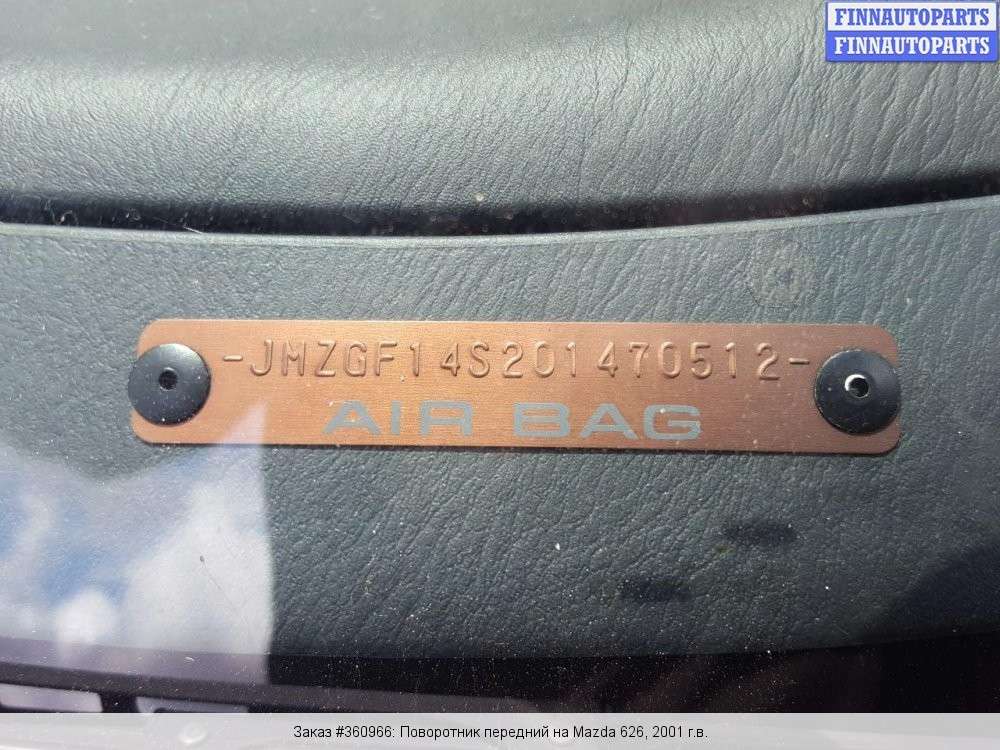 FINNAUTOPARTS
FINNAUTOPARTS
-JMZGF14S201470512-
AIR BAG
Заказ #360966: Поворотник передний на Mazda 626, 2001 г.в.